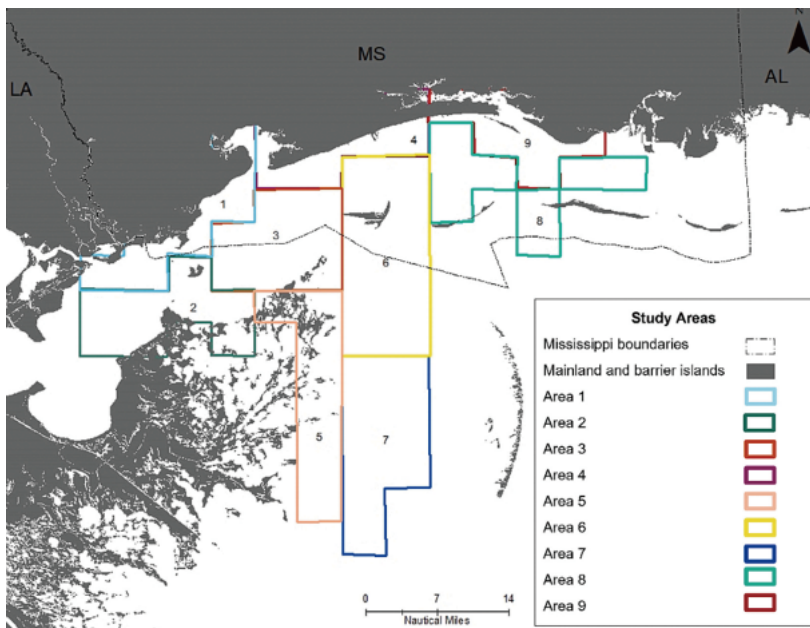 MS
LA
AL
4
9
1
8
3
6
2
5
7
Study Areas
Mississippi boundaries
Mainland and barrier islands
Area 1
Area 2
Area 3
Area 4
Area 5
Area 6
Area 7
Area 8
Area 9
0 7 14
Nautical Miles